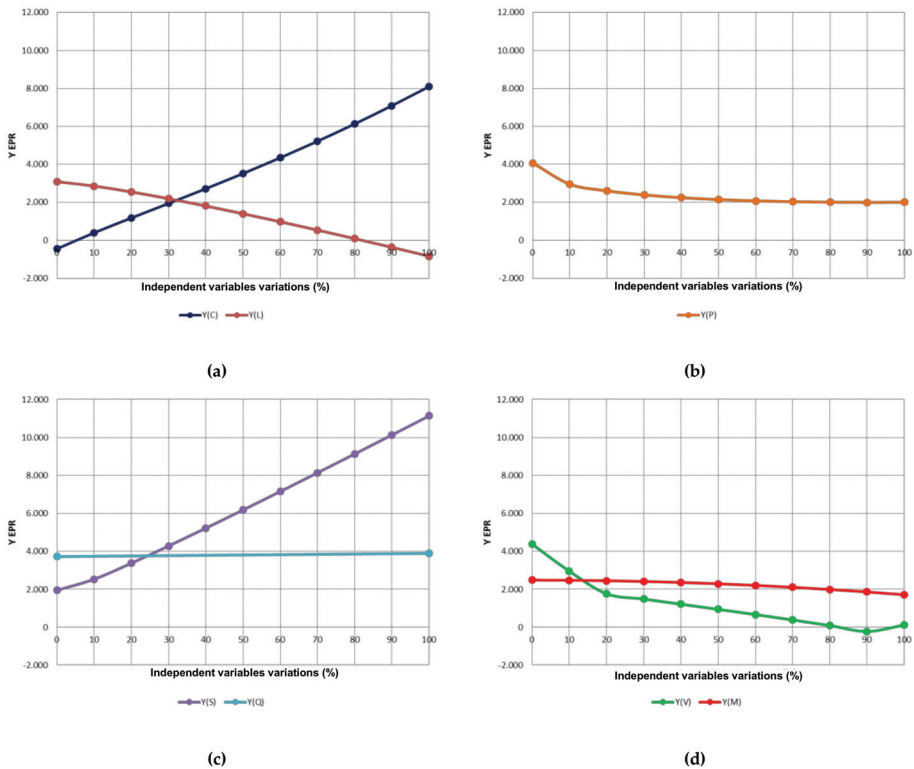 12.000
10.000
8.000
6.000
4.000
2.000
0
-2.000
Y EPR
0 10 20 30 40 50 60 70 80 90 100
Independent variables variations (%)
Y(C) Y(L)
(a)
12.000
10.000
8.000
6.000
4.000
2.000
0
-2.000
Y EPR
0 10 20 30 40 50 60 70 80 90 100
Independent variables variations (%)
Y(P)
(b)
12.000
10.000
8.000
6.000
4.000
2.000
0
-2.000
Y EPR
0 10 20 30 40 50 60 70 80 90 100
Independent variables variations (%)
Y(S) Y(Q)
(c)
12.000
10.000
8.000
6.000
4.000
2.000
0
-2.000
Y EPR
0 10 20 30 40 50 60 70 80 90 100
Independent variables variations (%)
Y(V) Y(M)
(d)